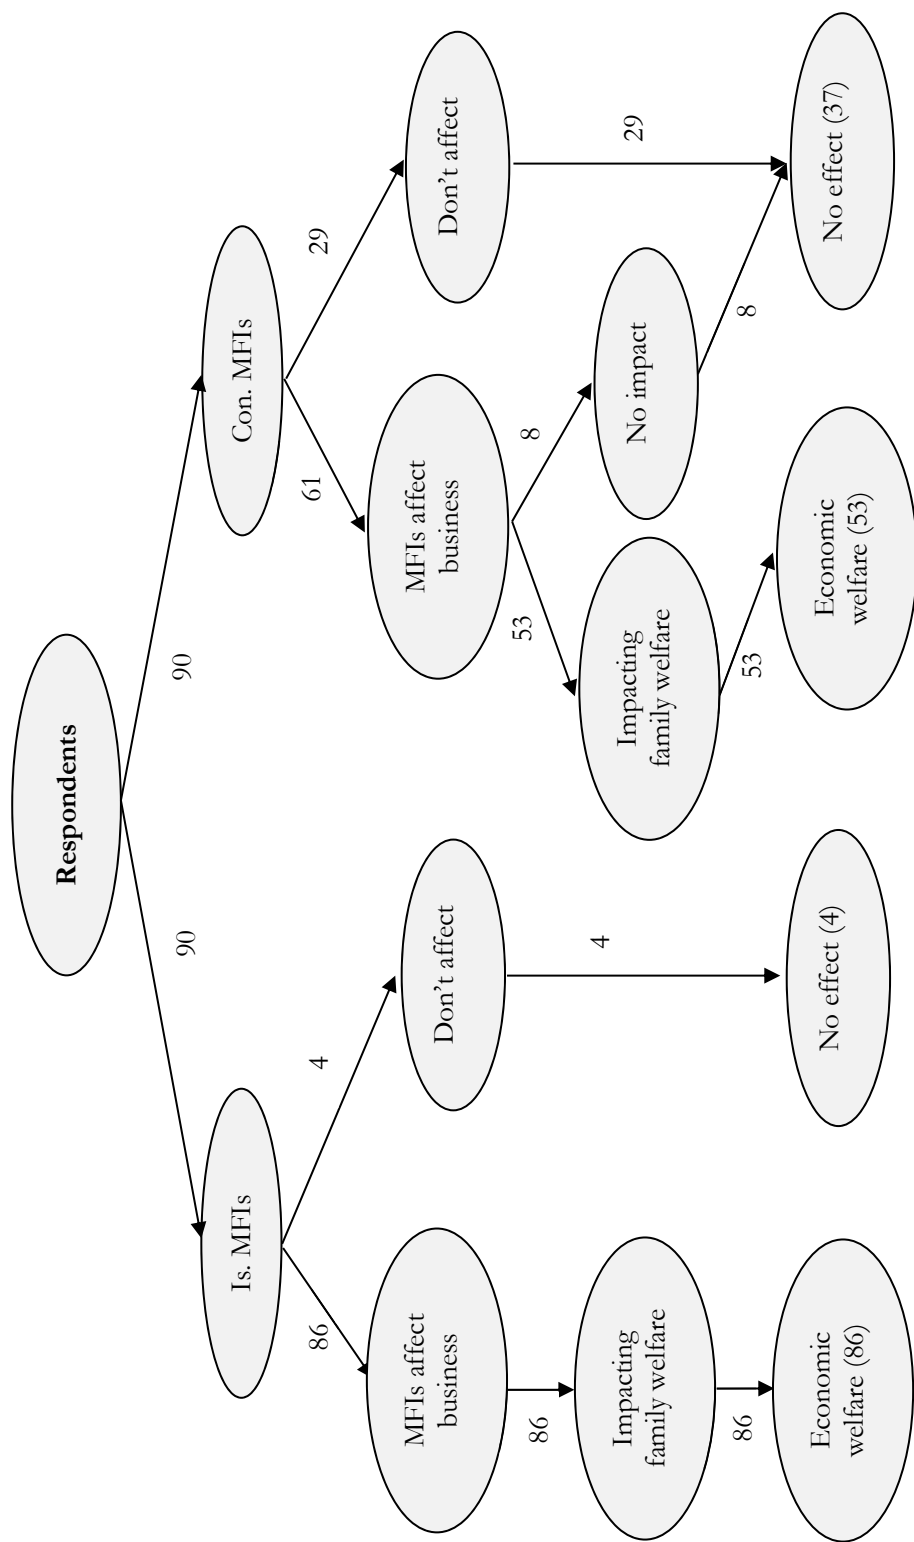 Respondents
90
90
Is. MFIs
Con. MFIs
86
4
61
29
MFIs affect
business
Don't affect
MFIs affect
business
Don't affect
86
4
53
8
29
Impacting
family welfare
Impacting
family welfare
No impact
86
53
8
Economic
welfare (86)
No effect (4)
Economic
welfare (53)
No effect (37)